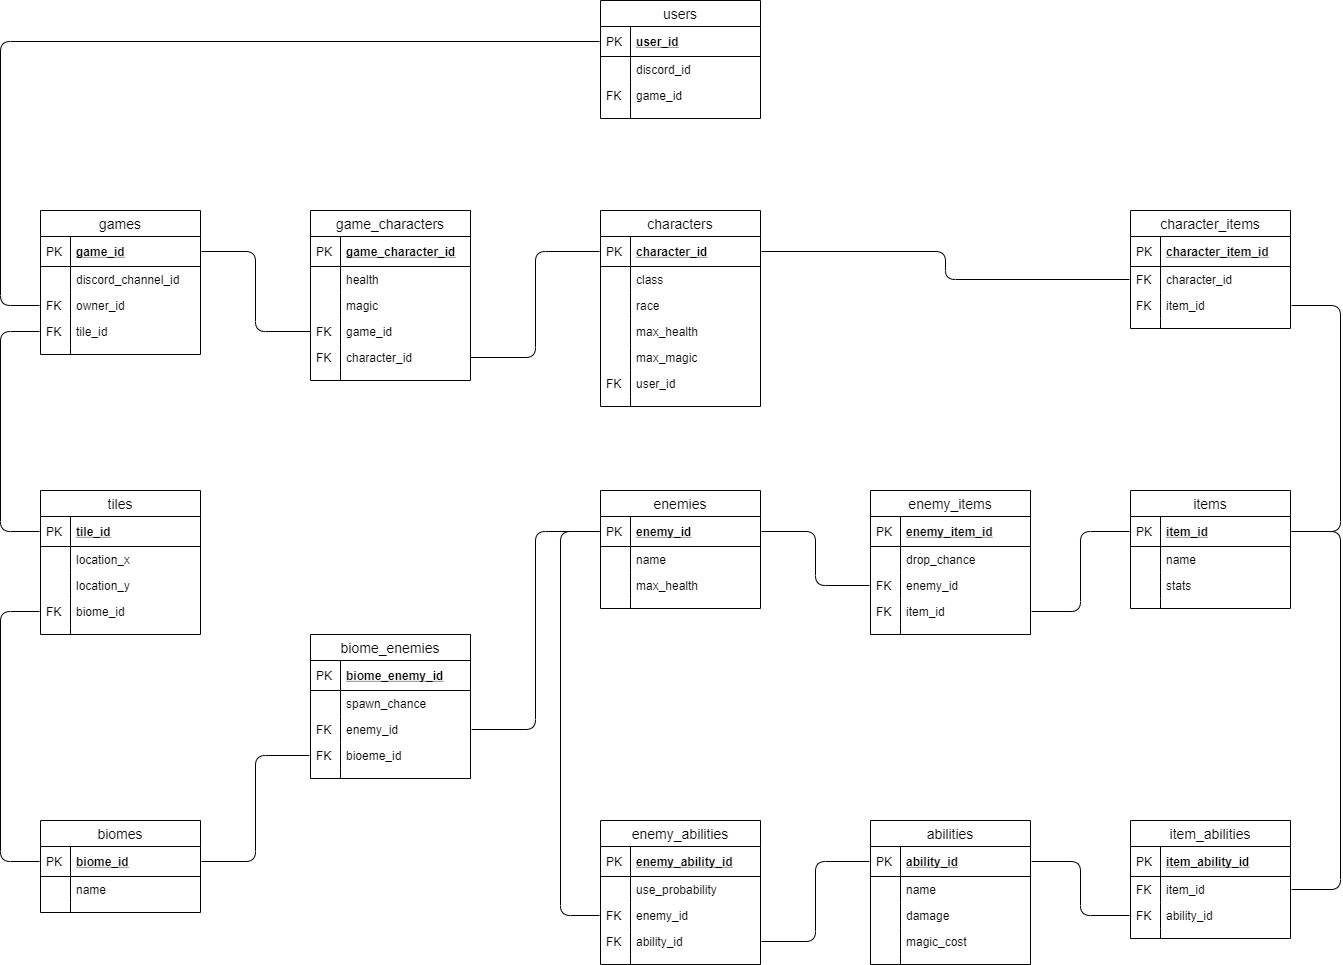 users
PK user_id
discord_id
FK game_id
games
PK game_id
discord_channel_id
FK owner_id
FK tile_id
game_characters
PK game_character_id
health
magic
FK game_id
FK character_id
characters
PK character_id
class
race
max_health
max_magic
FK user_id
character_items
PK character_item_id
FK character_id
FK item_id
tiles
PK tile_id
location_x
location_y
FK biome_id
enemies
PK enemy_id
name
max_health
enemy_items
PK enemy_item_id
drop_chance
FK enemy_id
FK item_id
items
PK item_id
name
stats
biome_enemies
PK biome_enemy_id
spawn_chance
FK enemy_id
FK bioeme_id
biomes
PK biome_id
name
enemy_abilities
PK enemy_ability_id
use_probability
FK enemy_id
FK ability_id
abilities
PK ability_id
name
damage
magic_cost
item_abilities
PK item_ability_id
FK item_id
FK ability_id